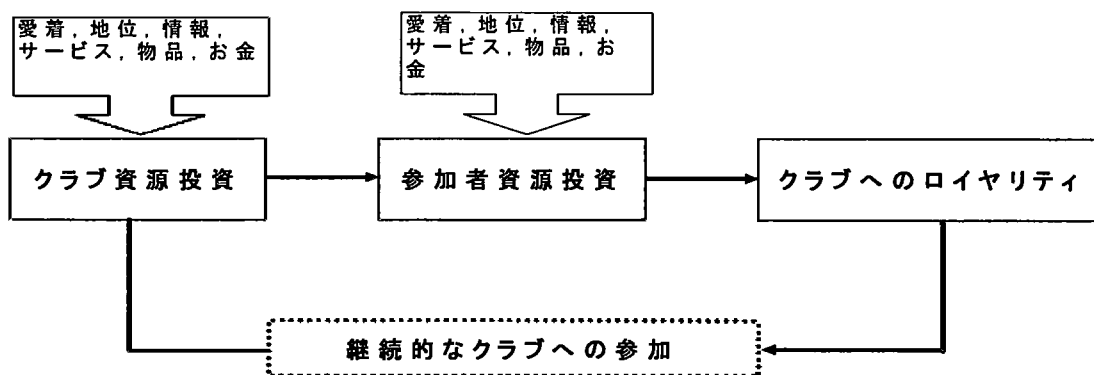 愛着,地位,情報,
サービス,物品,お金
愛着,地位,情報,
サービス,物品,お
金
クラブ資源投資
参加者資源投資
クラブへのロイヤリティ
継続的なクラブへの参加